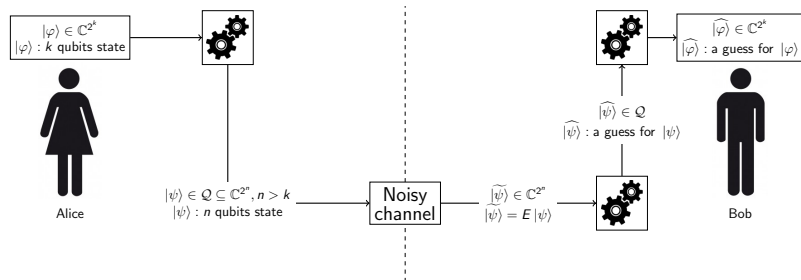 |φ⟩ ∈ ℂ^{2^k}
|φ⟩ : k qubits state
Alice
|ψ⟩ ∈ 𝒬 ⊆ ℂ^{2^n}, n > k
|ψ⟩ : n qubits state
Noisy
channel
|ψ̃⟩ ∈ ℂ^{2^n}
|ψ̃⟩ = E |ψ⟩
|ψ̂⟩ ∈ 𝒬
|ψ̂⟩ : a guess for |ψ⟩
|φ̂⟩ ∈ ℂ^{2^k}
|φ̂⟩ : a guess for |φ⟩
Bob